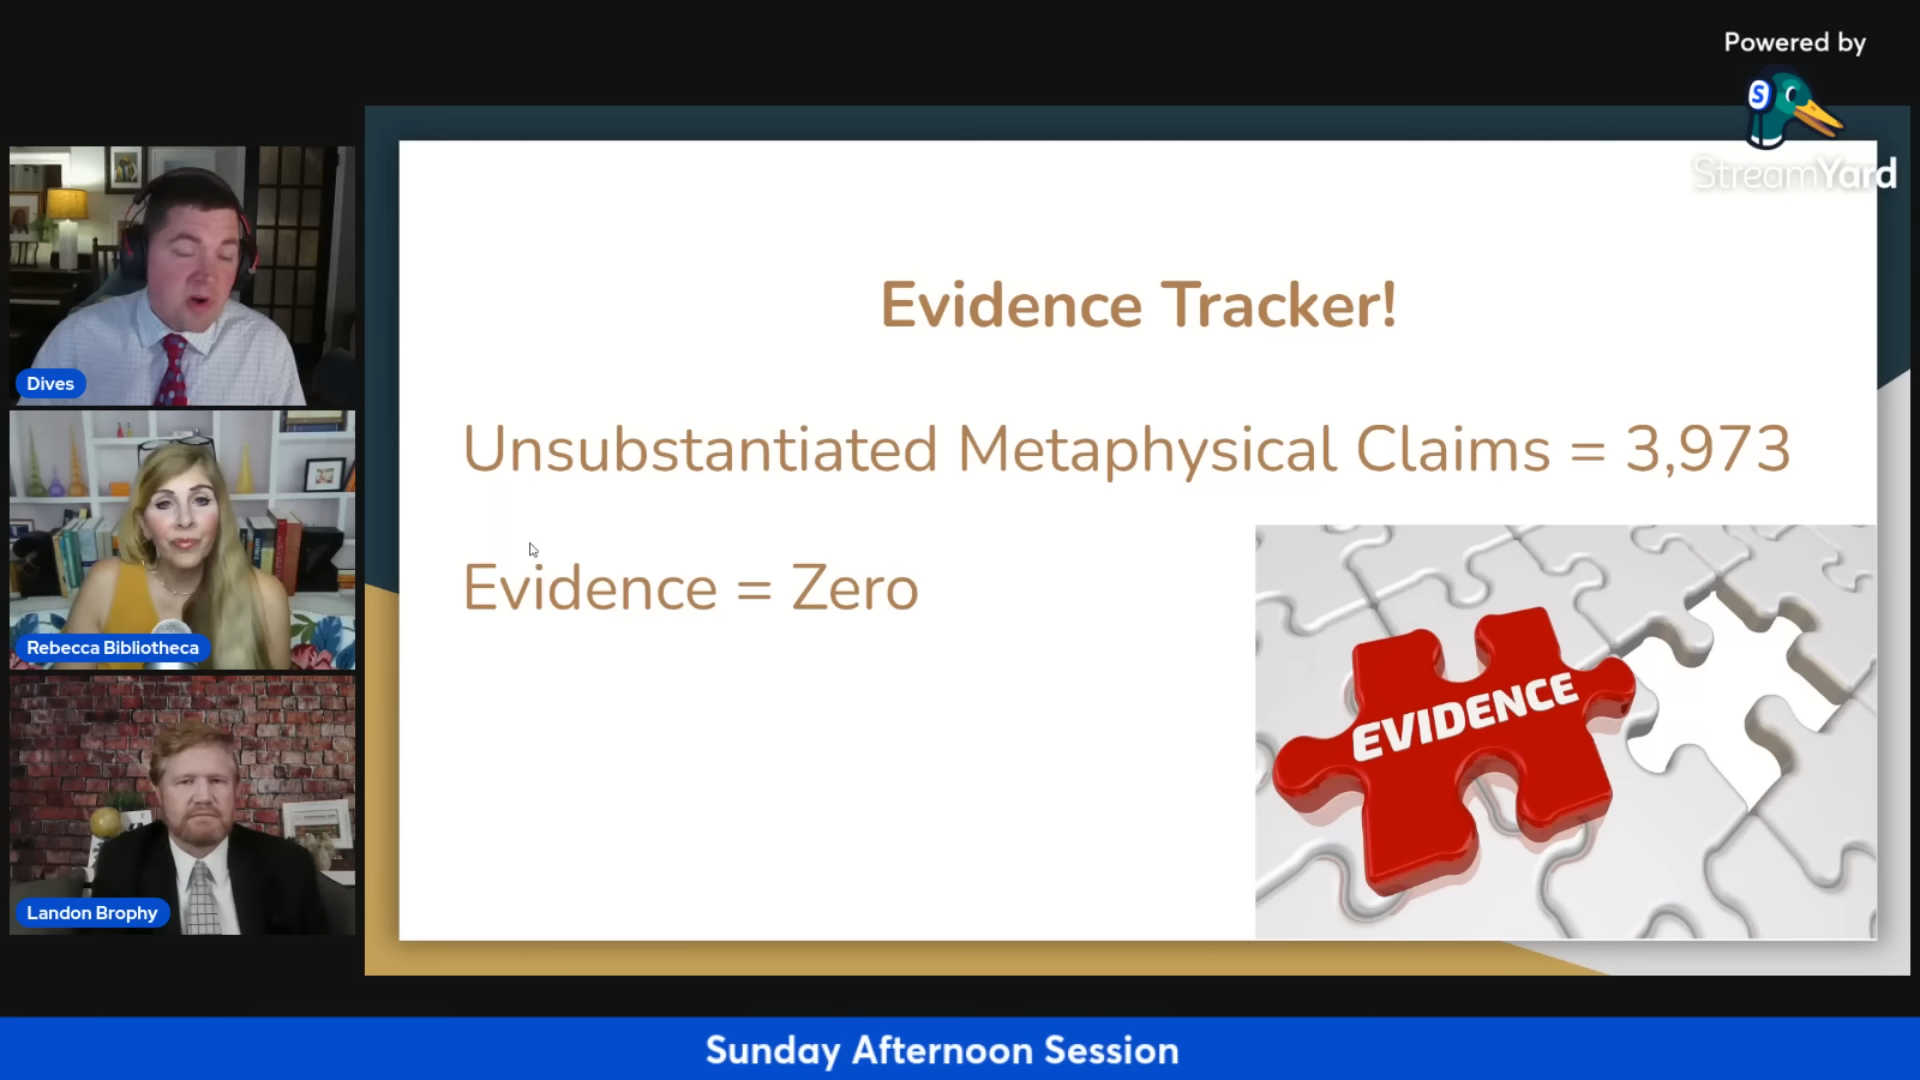 Powered by
S
StreamYard
Evidence Tracker!
Unsubstantiated Metaphysical Claims = 3,973
Evidence = Zero
EVIDENCE
Dives
Rebecca Bibliotheca
Landon Brophy
Sunday Afternoon Session